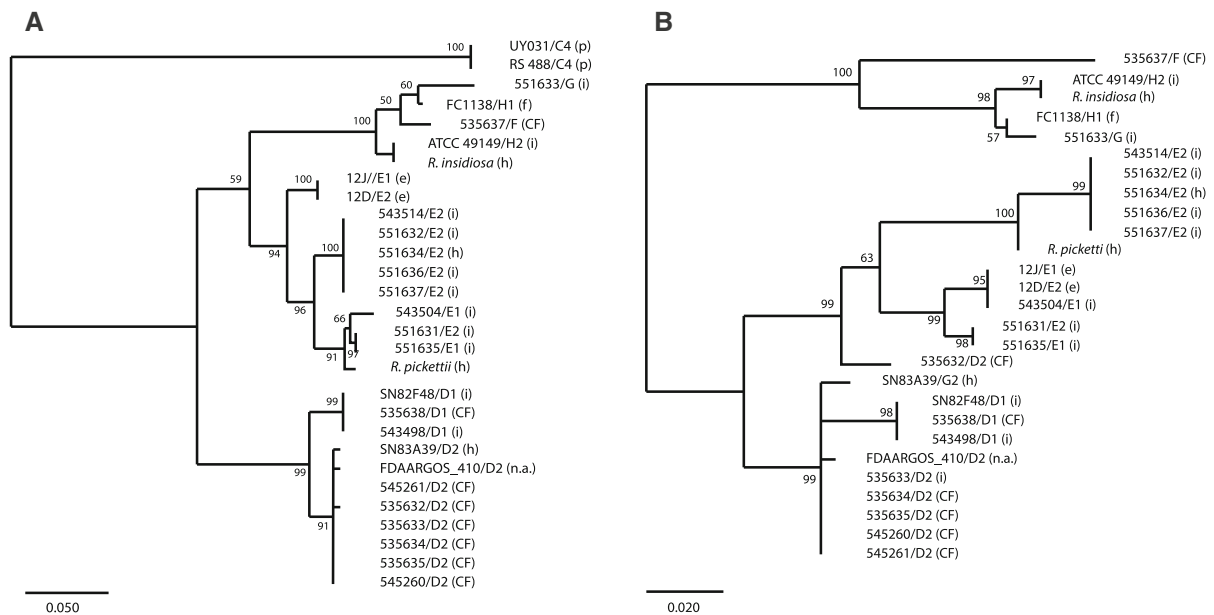 A
100
UY031/C4 (p)
RS 488/C4 (p)
60
551633/G (i)
50
FC1138/H1 (f)
100
535637/F (CF)
ATCC 49149/H2 (i)
R. insidiosa (h)
59
100
12J//E1 (e)
12D/E2 (e)
543514/E2 (i)
551632/E2 (i)
94
100
551634/E2 (h)
551636/E2 (i)
551637/E2 (i)
96
66
543504/E1 (i)
551631/E2 (i)
91
97
551635/E1 (i)
R. pickettii (h)
99
SN82F48/D1 (i)
535638/D1 (CF)
543498/D1 (i)
SN83A39/D2 (h)
99
FDAARGOS_410/D2 (n.a.)
545261/D2 (CF)
535632/D2 (CF)
91
535633/D2 (CF)
535634/D2 (CF)
535635/D2 (CF)
545260/D2 (CF)
0.050
B
535637/F (CF)
100
97
ATCC 49149/H2 (i)
98
R. insidiosa (h)
FC1138/H1 (f)
57
551633/G (i)
543514/E2 (i)
551632/E2 (i)
99
551634/E2 (h)
100
551636/E2 (i)
551637/E2 (i)
R. picketti (h)
63
12J/E1 (e)
95
12D/E2 (e)
99
543504/E1 (i)
99
551631/E2 (i)
98
551635/E1 (i)
535632/D2 (CF)
SN83A39/G2 (h)
SN82F48/D1 (i)
98
535638/D1 (CF)
543498/D1 (i)
FDAARGOS_410/D2 (n.a.)
99
535633/D2 (i)
535634/D2 (CF)
535635/D2 (CF)
545260/D2 (CF)
545261/D2 (CF)
0.020